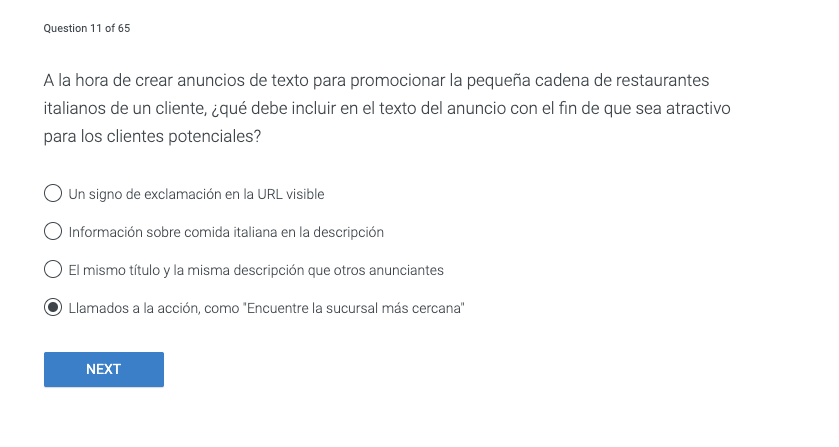 Question 11 of 65
A la hora de crear anuncios de texto para promocionar la pequeña cadena de restaurantes
italianos de un cliente, ¿qué debe incluir en el texto del anuncio con el fin de que sea atractivo
para los clientes potenciales?
Un signo de exclamación en la URL visible
Información sobre comida italiana en la descripción
El mismo título y la misma descripción que otros anunciantes
Llamados a la acción, como "Encuentre la sucursal más cercana"
NEXT